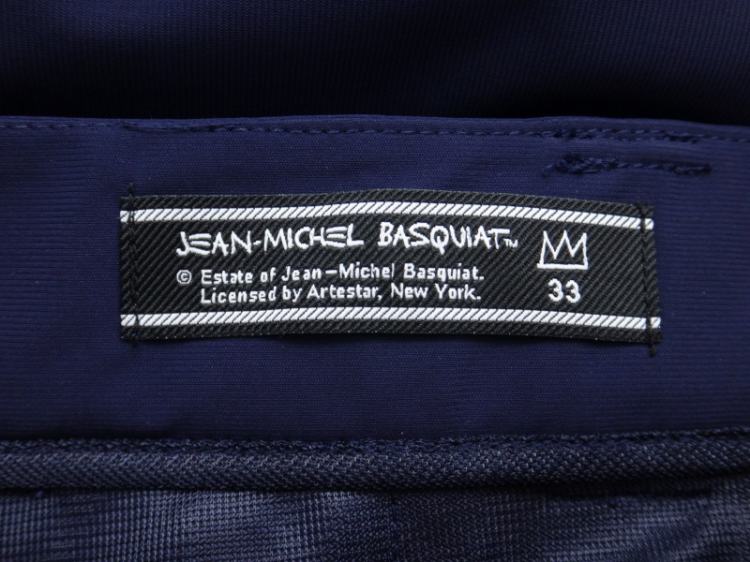 JEAN-MICHEL BASQUIAT™
© Estate of Jean-Michel Basquiat.
Licensed by Artestar, New York.
33